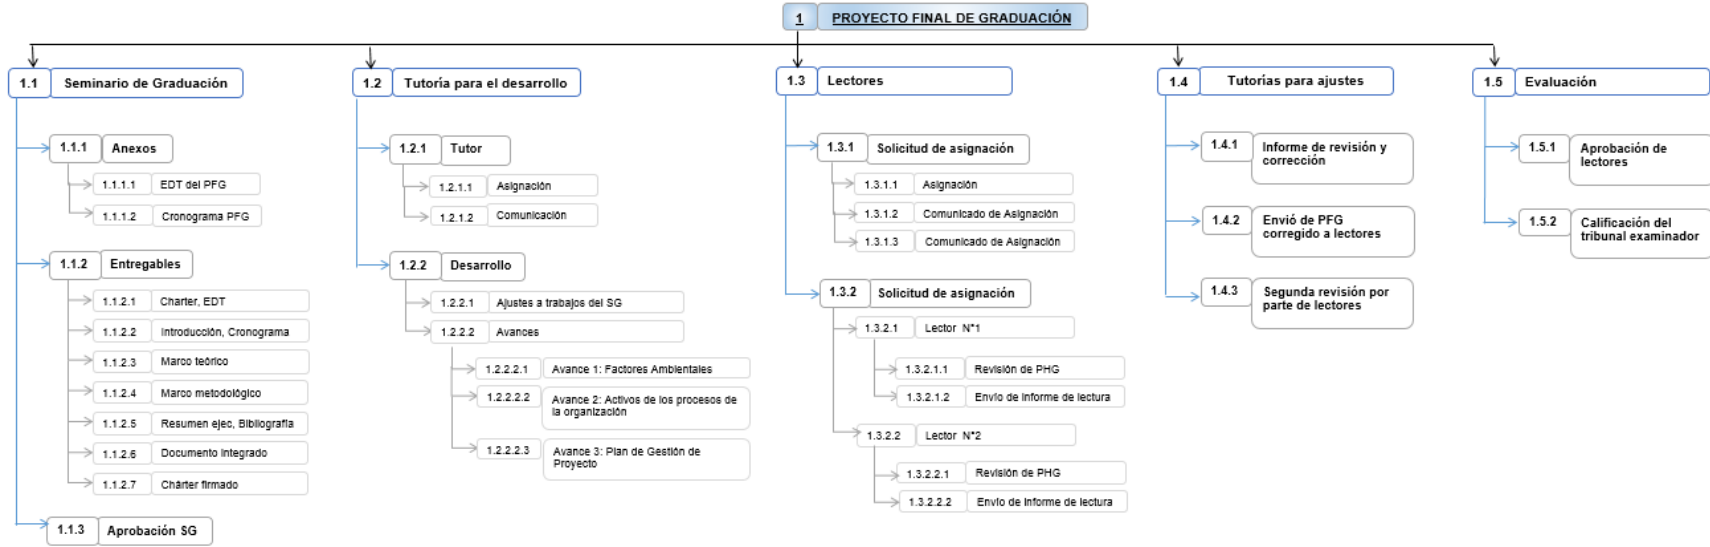 1 PROYECTO FINAL DE GRADUACIÓN
1.1 Seminario de Graduación
1.1.1 Anexos
1.1.1.1 EDT del PFG
1.1.1.2 Cronograma PFG
1.1.2 Entregables
1.1.2.1 Charter, EDT
1.1.2.2 Introducción, Cronograma
1.1.2.3 Marco teórico
1.1.2.4 Marco metodológico
1.1.2.5 Resumen ejec, Bibliografía
1.1.2.6 Documento integrado
1.1.2.7 Chárter firmado
1.1.3 Aprobación SG
1.2 Tutoría para el desarrollo
1.2.1 Tutor
1.2.1.1 Asignación
1.2.1.2 Comunicación
1.2.2 Desarrollo
1.2.2.1 Ajustes a trabajos del SG
1.2.2.2 Avances
1.2.2.2.1 Avance 1: Factores Ambientales
1.2.2.2.2 Avance 2: Activos de los procesos de
la organización
1.2.2.2.3 Avance 3: Plan de Gestión de
Proyecto
1.3 Lectores
1.3.1 Solicitud de asignación
1.3.1.1 Asignación
1.3.1.2 Comunicado de Asignación
1.3.1.3 Comunicado de Asignación
1.3.2 Solicitud de asignación
1.3.2.1 Lector N°1
1.3.2.1.1 Revisión de PHG
1.3.2.1.2 Envío de informe de lectura
1.3.2.2 Lector N°2
1.3.2.2.1 Revisión de PHG
1.3.2.2.2 Envío de informe de lectura
1.4 Tutorías para ajustes
1.4.1 Informe de revisión y
corrección
1.4.2 Envió de PFG
corregido a lectores
1.4.3 Segunda revisión por
parte de lectores
1.5 Evaluación
1.5.1 Aprobación de
lectores
1.5.2 Calificación del
tribunal examinador